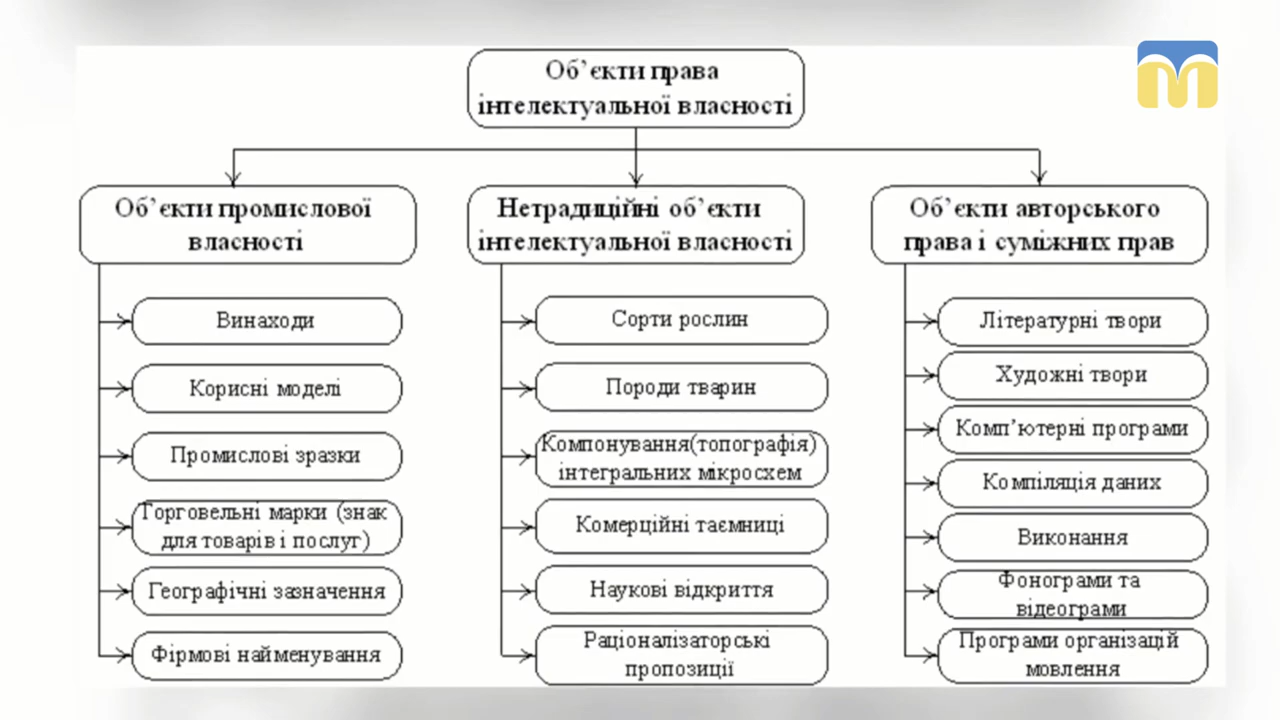 Об’єкти права
інтелектуальної власності
Об’єкти промислової
власності
Винаходи
Корисні моделі
Промислові зразки
Торговельні марки (знак
для товарів і послуг)
Географічні зазначення
Фірмові найменування
Нетрадиційні об’єкти
інтелектуальної власності
Сорти рослин
Породи тварин
Компонування(топографія)
інтегральних мікросхем
Комерційні таємниці
Наукові відкриття
Раціоналізаторські
пропозиції
Об’єкти авторського
права і суміжних прав
Літературні твори
Художні твори
Комп’ютерні програми
Компіляція даних
Виконання
Фонограми та
відеограми
Програми організацій
мовлення